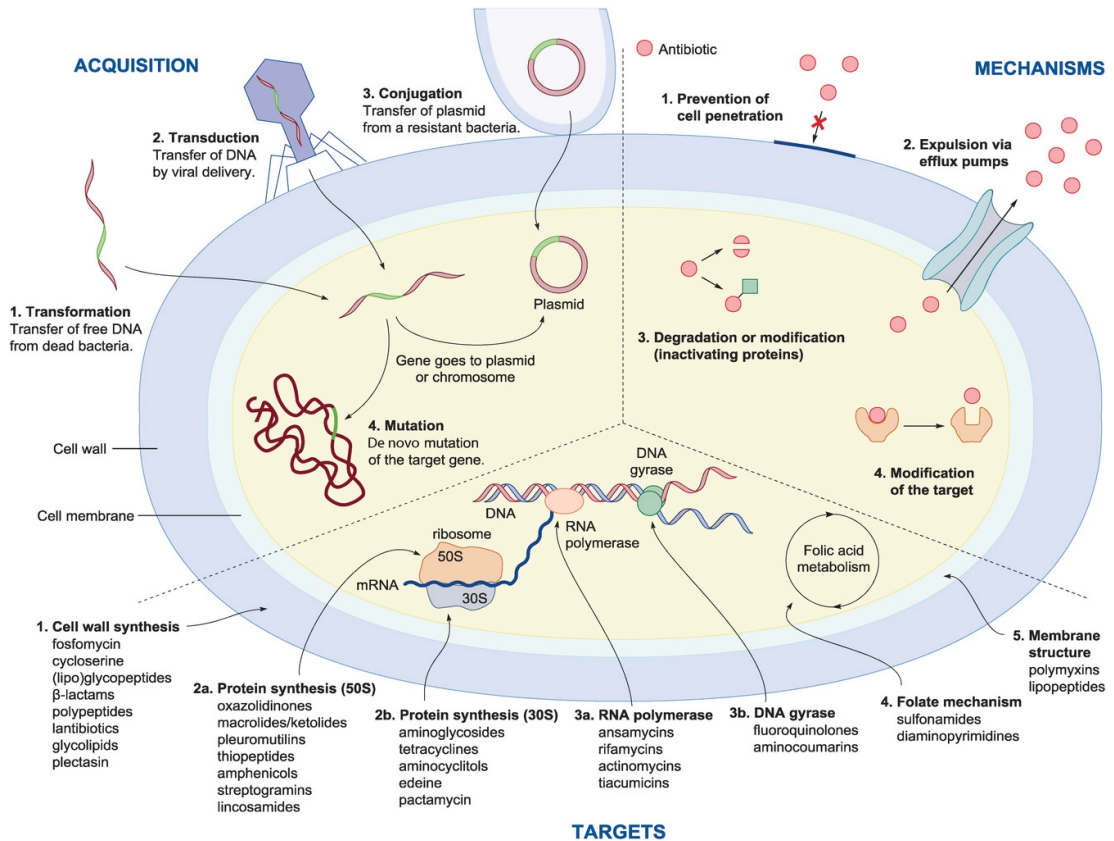 ACQUISITION
2. Transduction
Transfer of DNA
by viral delivery.
3. Conjugation
Transfer of plasmid
from a resistant bacteria.
1. Transformation
Transfer of free DNA
from dead bacteria.
Plasmid
Gene goes to plasmid
or chromosome
4. Mutation
De novo mutation
of the target gene.
Cell wall
Cell membrane
Antibiotic
MECHANISMS
1. Prevention of
cell penetration
2. Expulsion via
efflux pumps
3. Degradation or modification
(inactivating proteins)
4. Modification
of the target
DNA
gyrase
DNA
RNA
polymerase
ribosome
50S
mRNA
30S
Folic acid
metabolism
1. Cell wall synthesis
fosfomycin
cycloserine
(lipo)glycopeptides
β-lactams
polypeptides
lantibiotics
glycolipids
plectasin
2a. Protein synthesis (50S)
oxazolidinones
macrolides/ketolides
pleuromutilins
thiopeptides
amphenicols
streptogramins
lincosamides
2b. Protein synthesis (30S)
aminoglycosides
tetracyclines
aminocyclitols
edeine
pactamycin
3a. RNA polymerase
ansamycins
rifamycins
actinomycins
tiacumicins
3b. DNA gyrase
fluoroquinolones
aminocoumarins
4. Folate mechanism
sulfonamides
diaminopyrimidines
5. Membrane
structure
polymyxins
lipopeptides
TARGETS